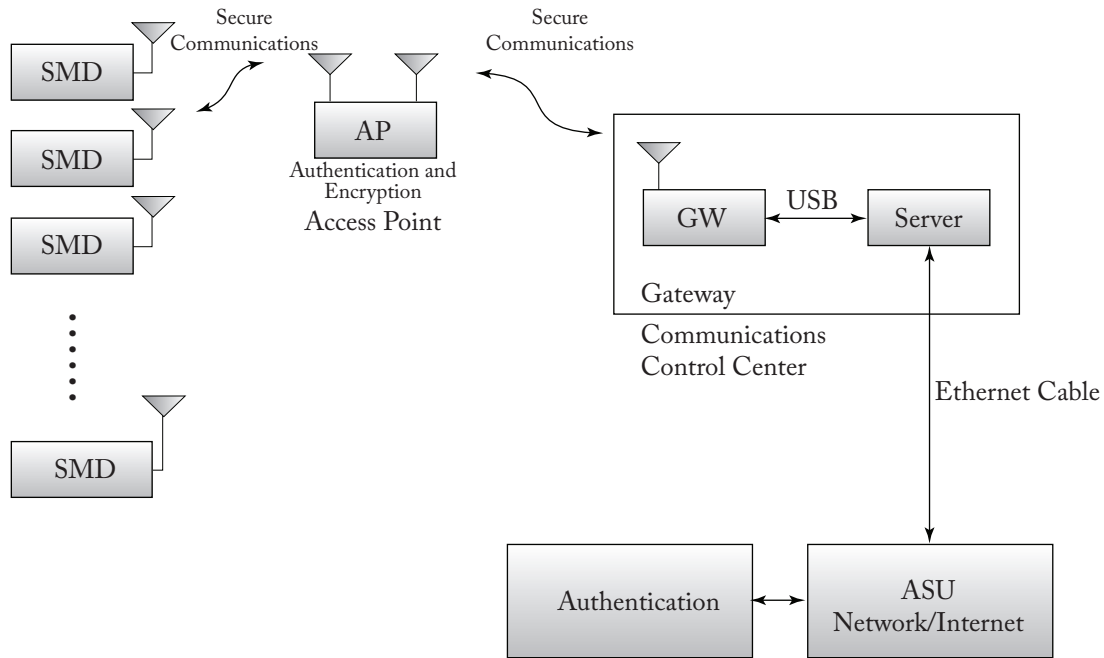 Secure
Communications
Secure
Communications
SMD
SMD
SMD
SMD
AP
Authentication and
Encryption
Access Point
GW
USB
Server
Gateway
Communications
Control Center
Ethernet Cable
Authentication
ASU
Network/Internet